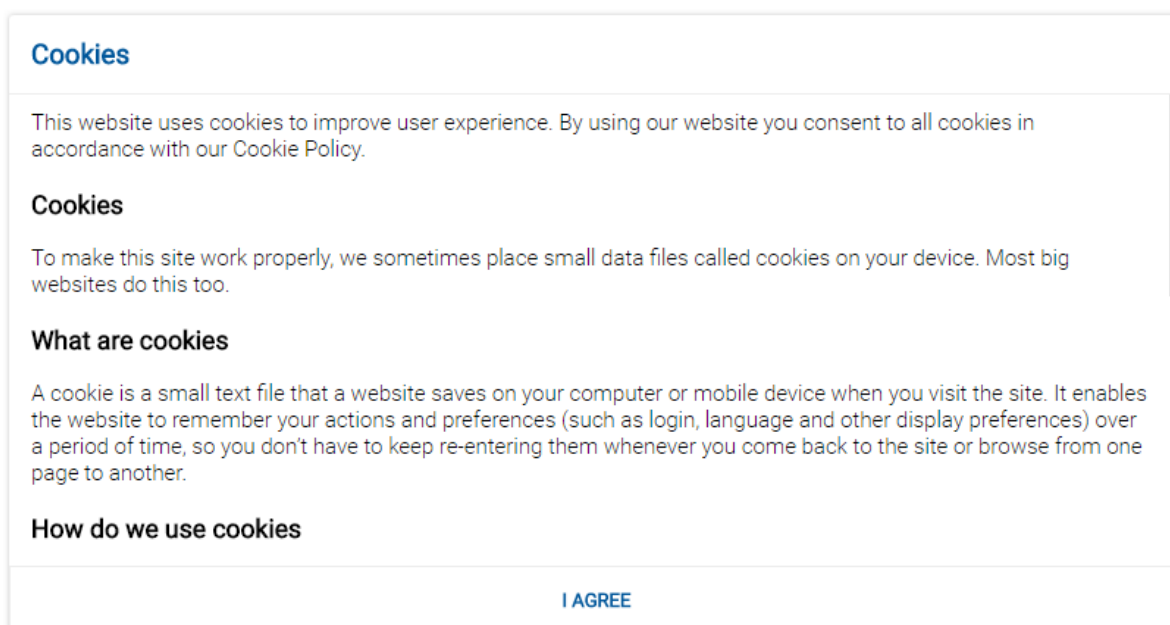 Cookies
This website uses cookies to improve user experience. By using our website you consent to all cookies in
accordance with our Cookie Policy.
Cookies
To make this site work properly, we sometimes place small data files called cookies on your device. Most big
websites do this too.
What are cookies
A cookie is a small text file that a website saves on your computer or mobile device when you visit the site. It enables
the website to remember your actions and preferences (such as login, language and other display preferences) over
a period of time, so you don’t have to keep re-entering them whenever you come back to the site or browse from one
page to another.
How do we use cookies
I AGREE